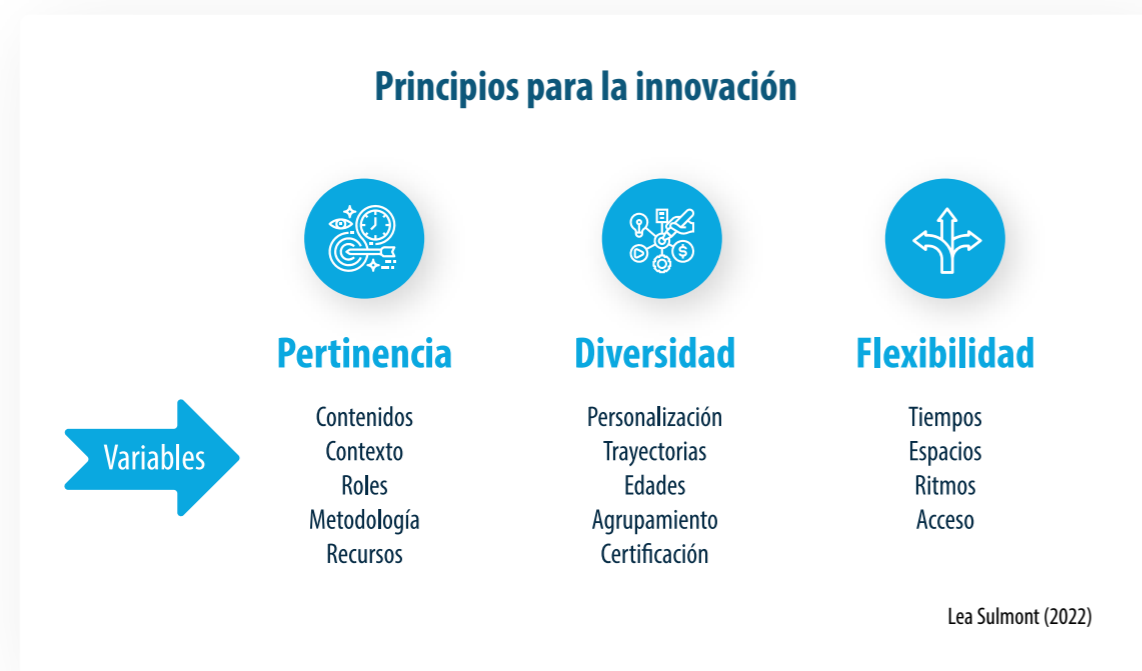 Principios para la innovación
Pertinencia
Diversidad
Flexibilidad
Variables
Contenidos
Contexto
Roles
Metodología
Recursos
Personalización
Trayectorias
Edades
Agrupamiento
Certificación
Tiempos
Espacios
Ritmos
Acceso
Lea Sulmont (2022)